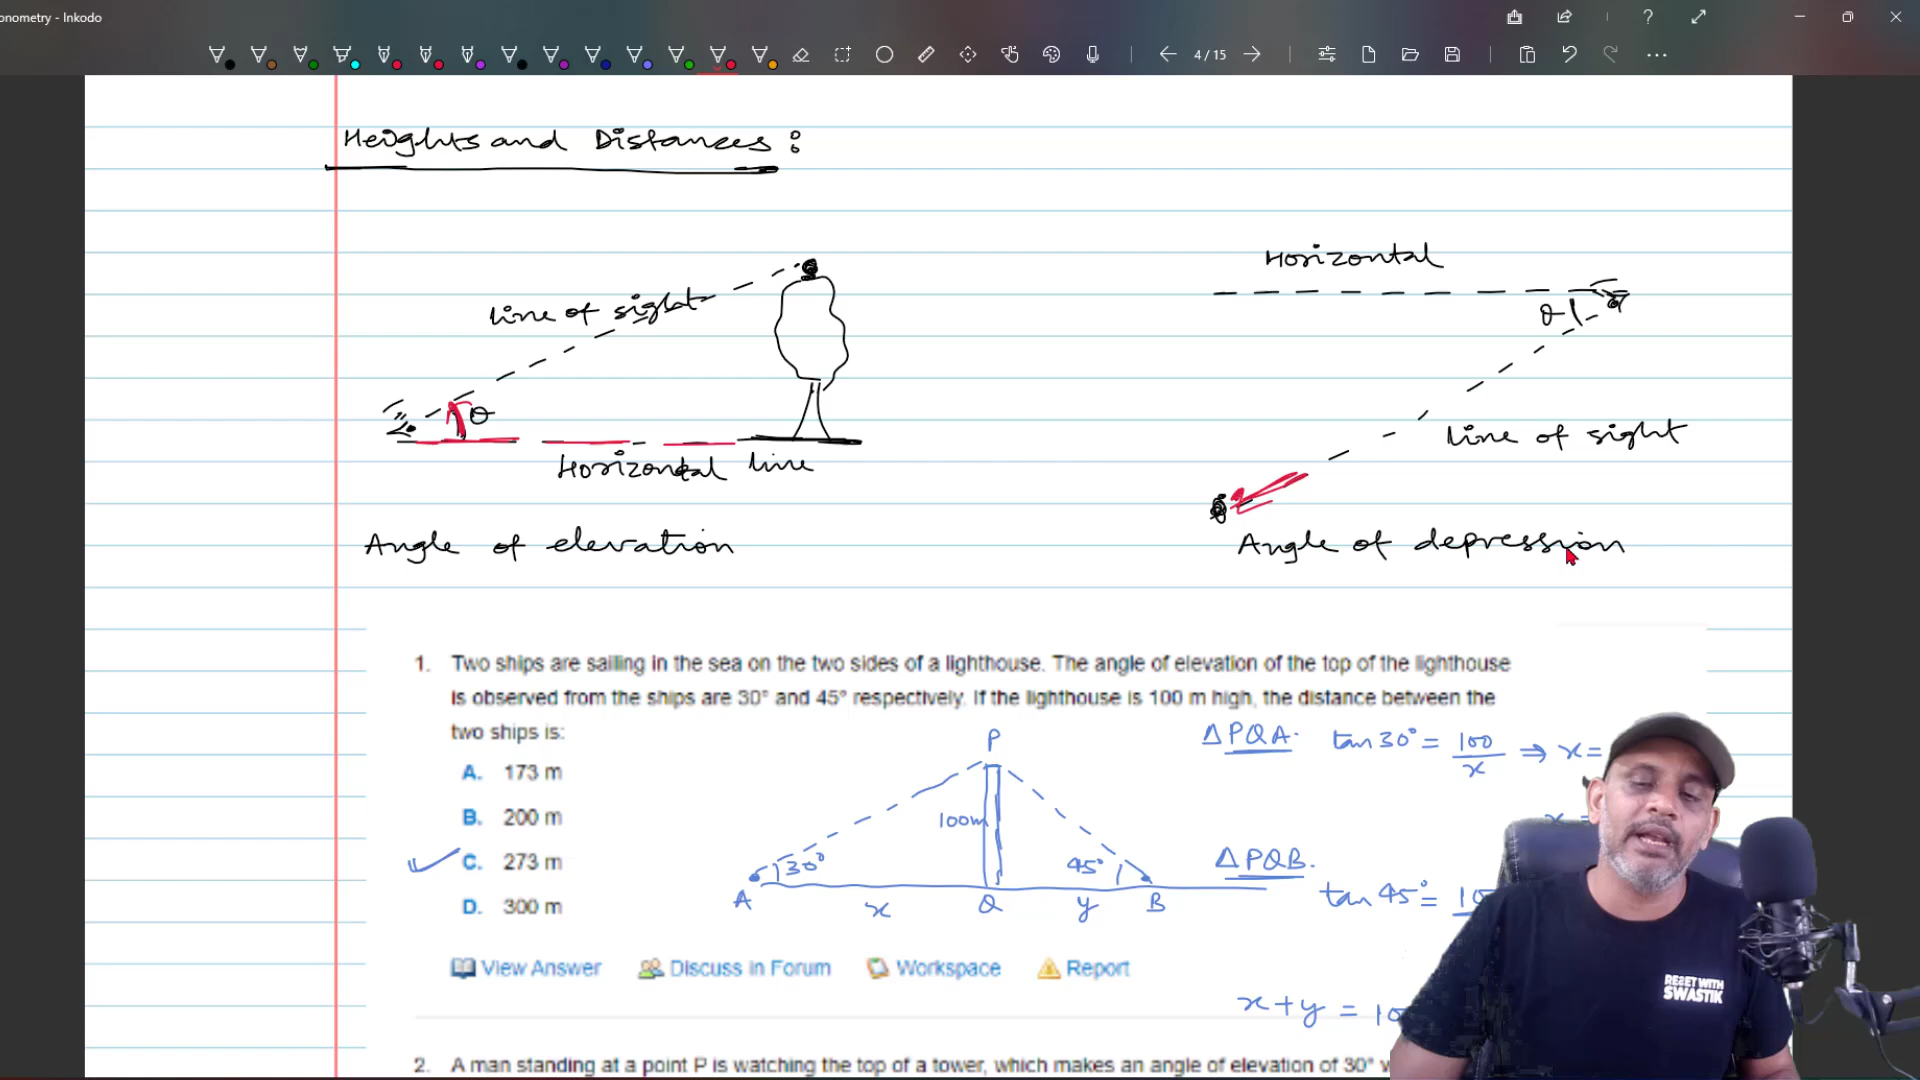 onometry - Inkodo
4 / 15
Heights and Distances :
line of sight
θ
Horizontal line
Angle of elevation
Horizontal
θ
line of sight
Angle of depression
1. Two ships are sailing in the sea on the two sides of a lighthouse. The angle of elevation of the top of the lighthouse
is observed from the ships are 30° and 45° respectively. If the lighthouse is 100 m high, the distance between the
two ships is:
A. 173 m
B. 200 m
C. 273 m
D. 300 m
P
100m
30°
45°
A
x
Q
y
B
Δ PQA.
tan 30° = 100/x ⇒ x =
x =
Δ PQB.
tan 45° = 10
x + y = 10
View Answer
Discuss in Forum
Workspace
Report
RESET WITH
SWASTIK
2. A man standing at a point P is watching the top of a tower, which makes an angle of elevation of 30°